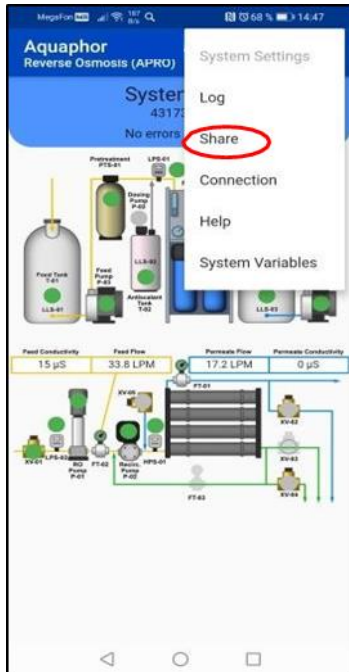 MegaFon
187 B/s
68 %
14:47
Aquaphor
Reverse Osmosis (APRO)
System Settings
Log
Share
Connection
Help
System Variables
System
4317
No errors
Pretreatment
PTS-01
LPS-01
Dosing
Pump
P-02
LLS-02
Antiscalant
Tank
T-02
Feed Tank
T-01
LLS-01
Feed
Pump
P-03
LLS-03
Feed Conductivity
Feed Flow
Permeate Flow
Permeate Conductivity
15 µS
33.8 LPM
17.2 LPM
0 µS
FT-01
XV-05
XV-02
XV-01
LPS-02
RO
Pump
P-01
FT-02
Recirc.
Pump
P-02
HPS-01
XV-03
FT-03
XV-04